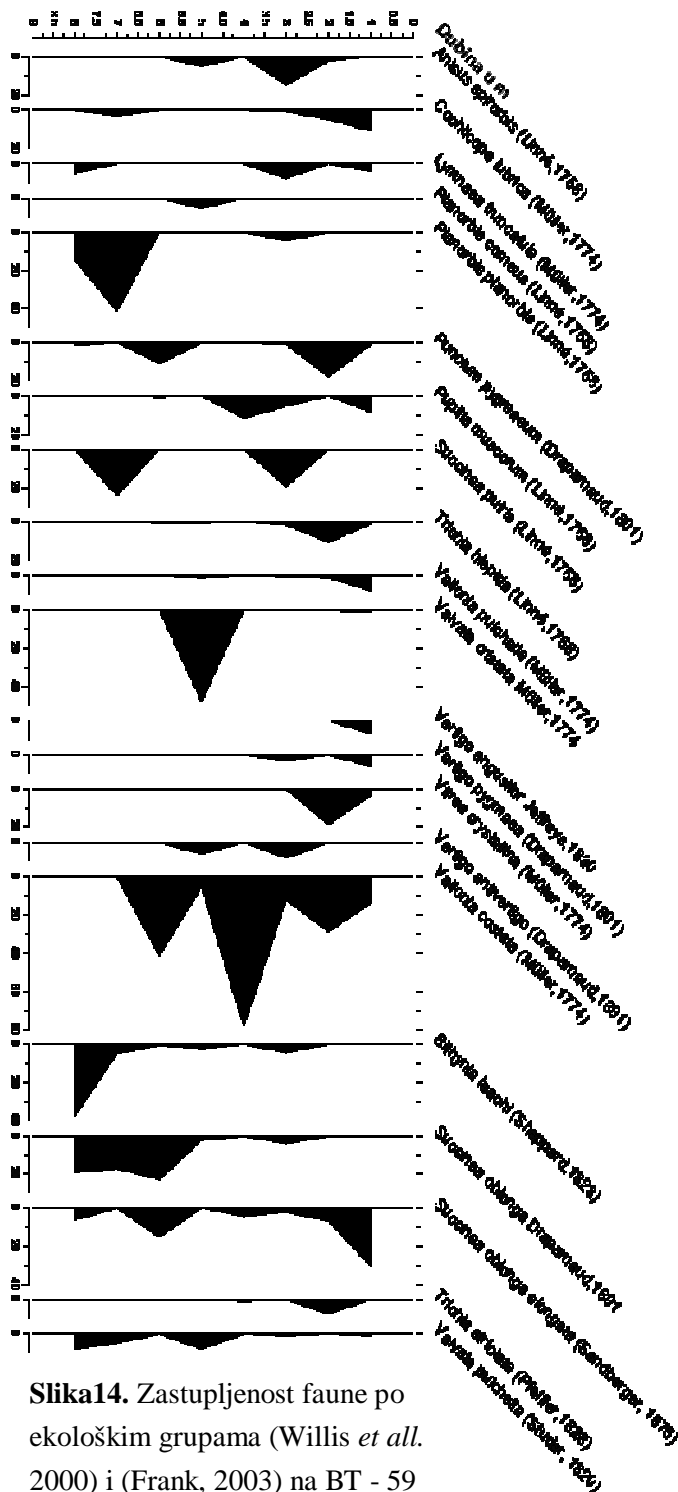 Dubina u m
Anisus spirorbis (Linné,1758)
Cochlicopa lubrica (Müller,1774)
Lymnaea truncatula (Müller,1774)
Planorbis corneus (Linné,1758)
Planorbis planorbis (Linné,1758)
Punctum pygmaeum (Draparnaud,1801)
Pupilla muscorum (Linné,1758)
Succinea putris (Linné,1758)
Trichia hispida (Linné,1758)
Vallonia pulchella (Müller,1774)
Valvata cristata Müller,1774
Vertigo angustior Jeffreys,1830
Vertigo pygmaea (Draparnaud,1801)
Vitrea crystallina (Müller,1774)
Vertigo antivertigo (Draparnaud,1801)
Vallonia costata (Müller,1774)
Bithynia leachi (Sheppard,1823)
Succinea oblonga Draparnaud,1801
Succinea oblonga elongata (Sandberger, 1875)
Trichia striolata (Pfeiffer,1828)
Valvata pulchella (Studer, 1820)
Slika14. Zastupljenost faune po
ekološkim grupama (Willis et all.
2000) i (Frank, 2003) na BT - 59